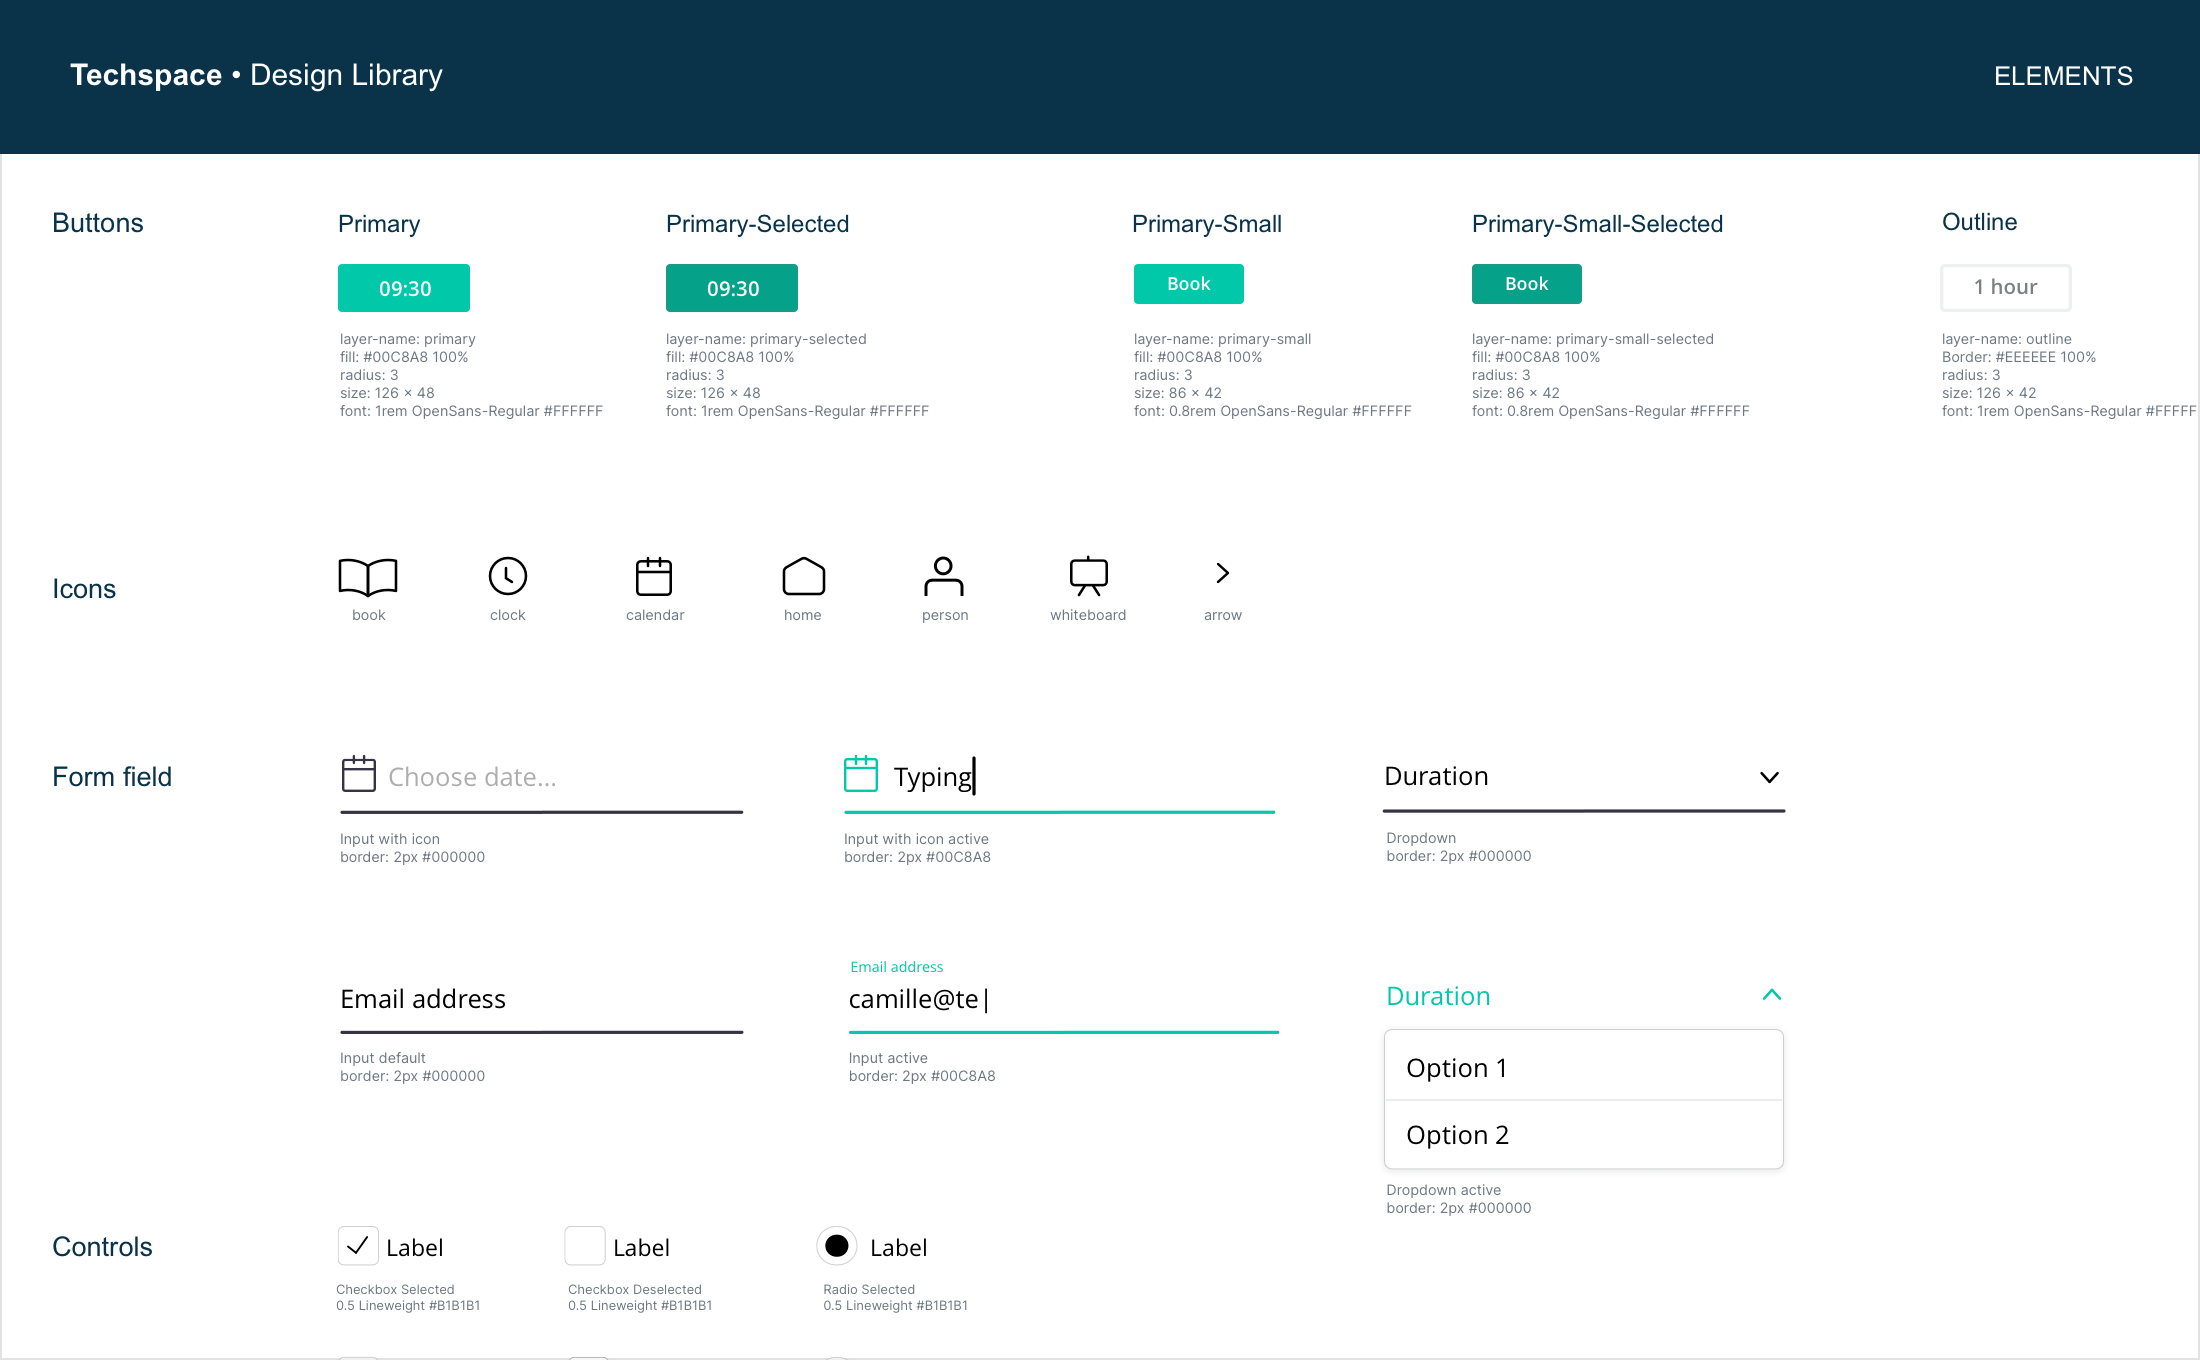 Techspace • Design Library
ELEMENTS
Buttons
Primary
Primary-Selected
Primary-Small
Primary-Small-Selected
Outline
09:30
09:30
Book
Book
1 hour
layer-name: primary
fill: #00C8A8 100%
radius: 3
size: 126 × 48
font: 1rem OpenSans-Regular #FFFFFF
layer-name: primary-selected
fill: #00C8A8 100%
radius: 3
size: 126 × 48
font: 1rem OpenSans-Regular #FFFFFF
layer-name: primary-small
fill: #00C8A8 100%
radius: 3
size: 86 × 42
font: 0.8rem OpenSans-Regular #FFFFFF
layer-name: primary-small-selected
fill: #00C8A8 100%
radius: 3
size: 86 × 42
font: 0.8rem OpenSans-Regular #FFFFFF
layer-name: outline
Border: #EEEEEE 100%
radius: 3
size: 126 × 42
font: 1rem OpenSans-Regular #FFFFF
Icons
book
clock
calendar
home
person
whiteboard
arrow
Form field
Choose date...
Input with icon
border: 2px #000000
Typing
Input with icon active
border: 2px #00C8A8
Duration
Dropdown
border: 2px #000000
Email address
Input default
border: 2px #000000
Email address
camille@te|
Input active
border: 2px #00C8A8
Duration
Option 1
Option 2
Dropdown active
border: 2px #000000
Controls
Label
Checkbox Selected
0.5 Lineweight #B1B1B1
Label
Checkbox Deselected
0.5 Lineweight #B1B1B1
Label
Radio Selected
0.5 Lineweight #B1B1B1